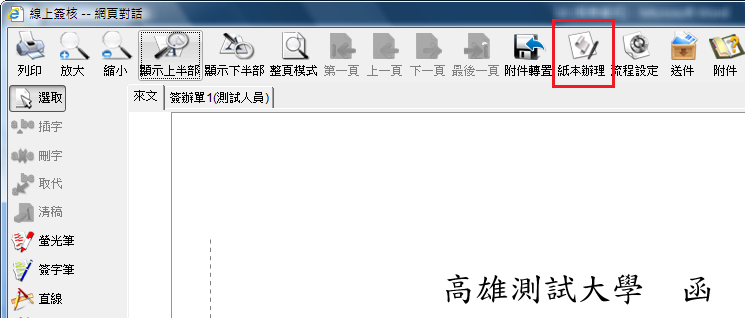 線上簽核 -- 網頁對話
列印 放大 縮小 顯示上半部 顯示下半部 整頁模式 第一頁 上一頁 下一頁 最後一頁 附件轉置 紙本辦理 流程設定 送件 附件
選取
來文 簽辦單1(測試人員)
插字
刪字
取代
清稿
螢光筆
簽字筆
直線
高雄測試大學 函